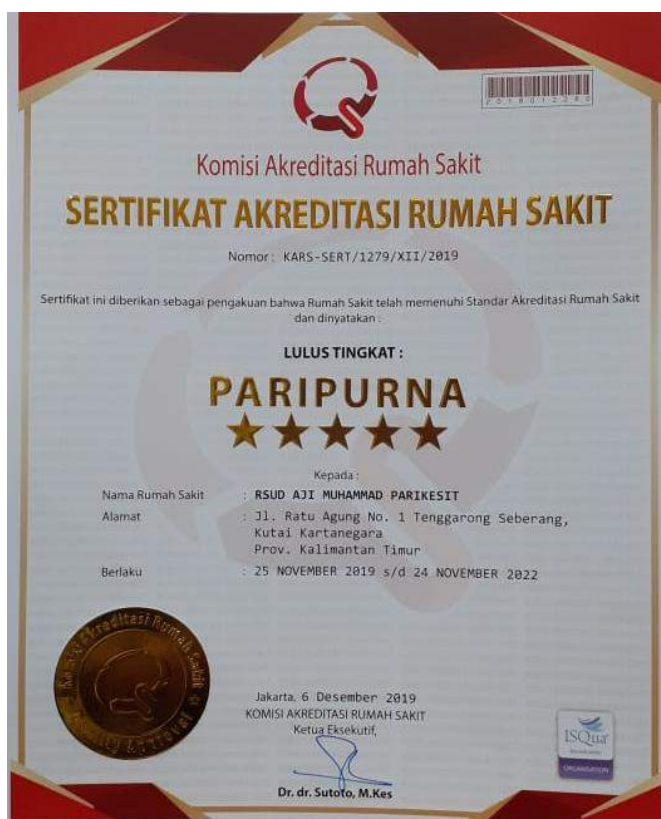 Komisi Akreditasi Rumah Sakit
SERTIFIKAT AKREDITASI RUMAH SAKIT
Nomor : KARS-SERT/1279/XII/2019
Sertifikat ini diberikan sebagai pengakuan bahwa Rumah Sakit telah memenuhi Standar Akreditasi Rumah Sakit
dan dinyatakan :
LULUS TINGKAT :
PARIPURNA
Kepada :
Nama Rumah Sakit : RSUD AJI MUHAMMAD PARIKESIT
Alamat : Jl. Ratu Agung No. 1 Tenggarong Seberang,
Kutai Kartanegara
Prov. Kalimantan Timur
Berlaku : 25 NOVEMBER 2019 s/d 24 NOVEMBER 2022
Komisi Akreditasi Rumah Sakit
Jakarta, 6 Desember 2019
KOMISI AKREDITASI RUMAH SAKIT
Ketua Eksekutif,
Dr. dr. Sutoto, M.Kes
ISQua
ORGANISATION